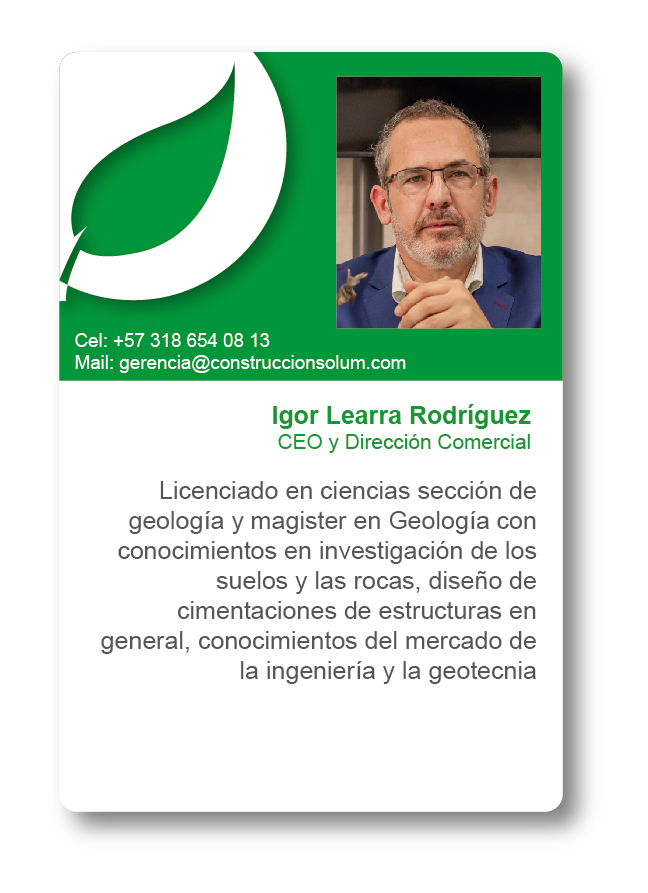 Cel: +57 318 654 08 13
Mail: gerencia@construccionsolum.com
Igor Learra Rodríguez
CEO y Dirección Comercial
Licenciado en ciencias sección de
geología y magister en Geología con
conocimientos en investigación de los
suelos y las rocas, diseño de
cimentaciones de estructuras en
general, conocimientos del mercado de
la ingeniería y la geotecnia